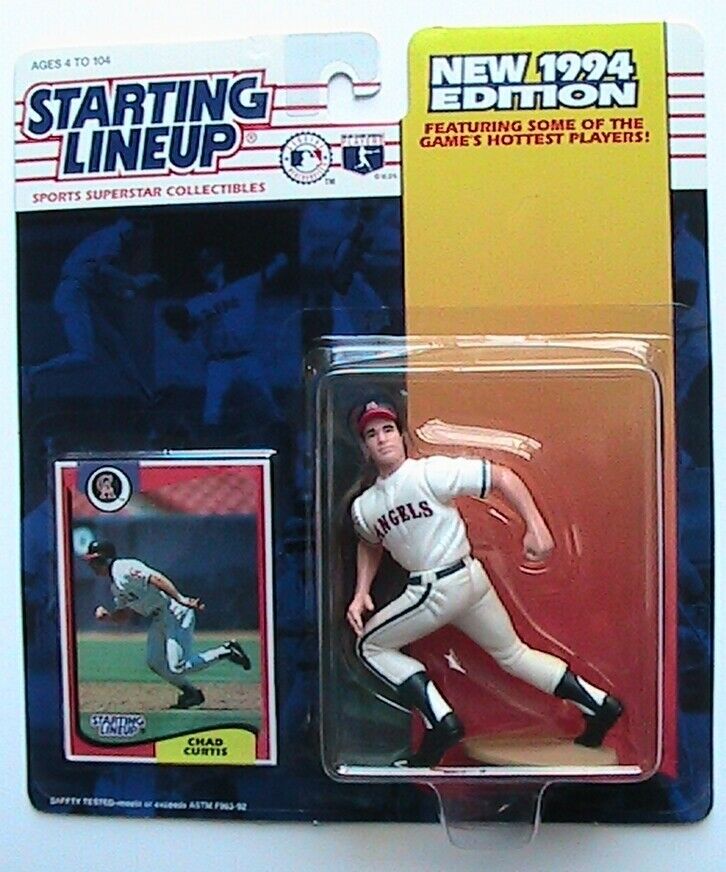 AGES 4 TO 104
STARTING
LINEUP®
SPORTS SUPERSTAR COLLECTIBLES
TM
NEW 1994
EDITION
FEATURING SOME OF THE
GAME'S HOTTEST PLAYERS!
ANGELS
STARTING
LINEUP®
CHAD
CURTIS
SAFETY TESTED-meets or exceeds ASTM F963-92